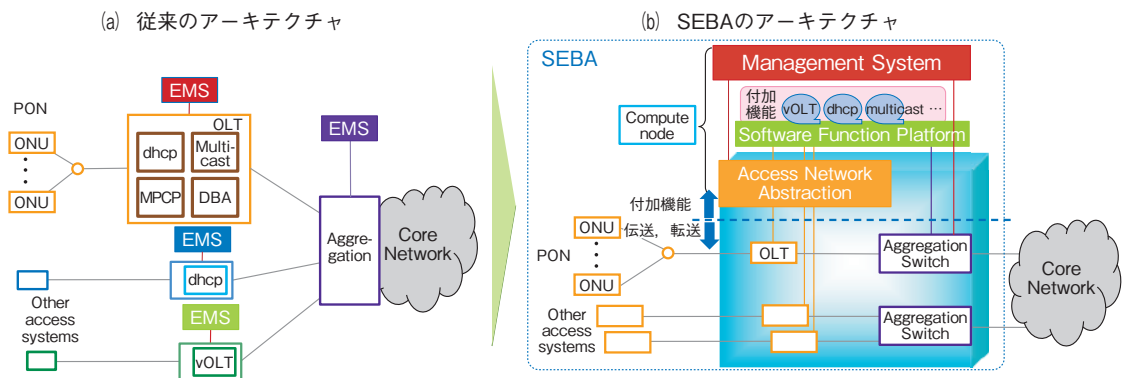 (a) 従来のアーキテクチャ
EMS
PON
OLT
ONU
ONU
dhcp
Multi-
cast
MPCP
DBA
EMS
EMS
dhcp
Other
access
systems
EMS
vOLT
Aggre-
gation
Core
Network
(b) SEBAのアーキテクチャ
SEBA
Management System
付加
機能
vOLT
dhcp
multicast …
Compute
node
Software Function Platform
Access Network
Abstraction
付加機能
伝送，転送
PON
ONU
ONU
OLT
Aggregation
Switch
Other
access
systems
Aggregation
Switch
Core
Network